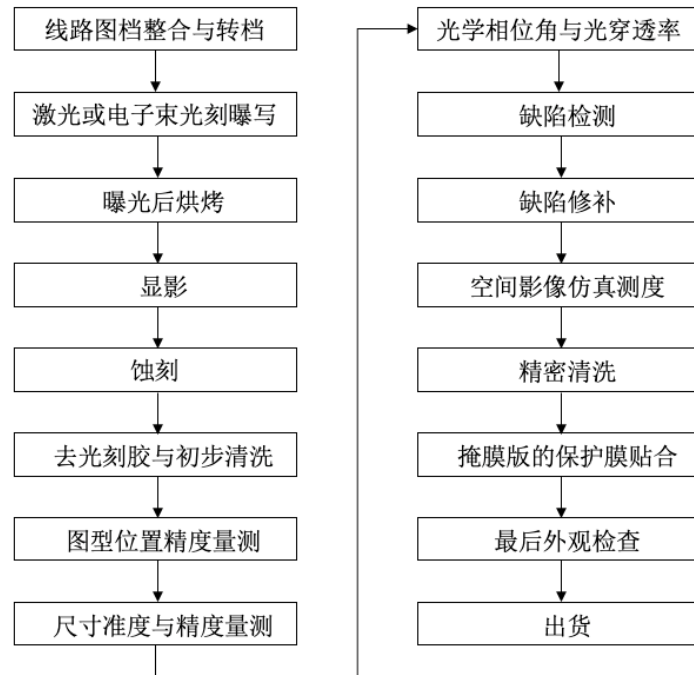 线路图档整合与转档
激光或电子束光刻曝写
曝光后烘烤
显影
蚀刻
去光刻胶与初步清洗
图型位置精度量测
尺寸准度与精度量测
光学相位角与光穿透率
缺陷检测
缺陷修补
空间影像仿真测度
精密清洗
掩膜版的保护膜贴合
最后外观检查
出货